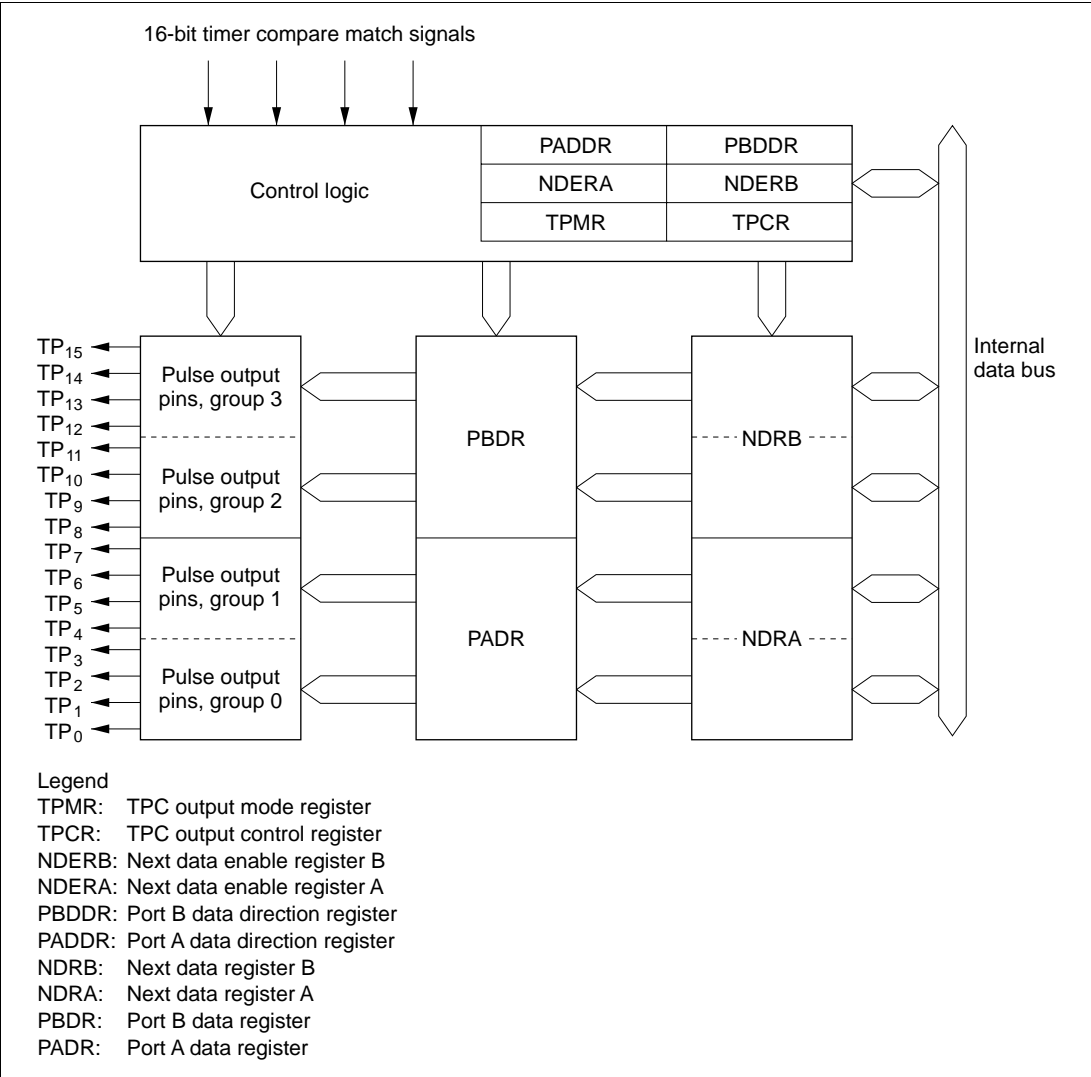 16-bit timer compare match signals
Control logic
PADDR PBDDR
NDERA NDERB
TPMR TPCR
Internal
data bus
TP15
TP14
TP13
TP12
TP11
TP10
TP9
TP8
TP7
TP6
TP5
TP4
TP3
TP2
TP1
TP0
Pulse output
pins, group 3
Pulse output
pins, group 2
Pulse output
pins, group 1
Pulse output
pins, group 0
PBDR
PADR
NDRB
NDRA
Legend
TPMR: TPC output mode register
TPCR: TPC output control register
NDERB: Next data enable register B
NDERA: Next data enable register A
PBDDR: Port B data direction register
PADDR: Port A data direction register
NDRB: Next data register B
NDRA: Next data register A
PBDR: Port B data register
PADR: Port A data register